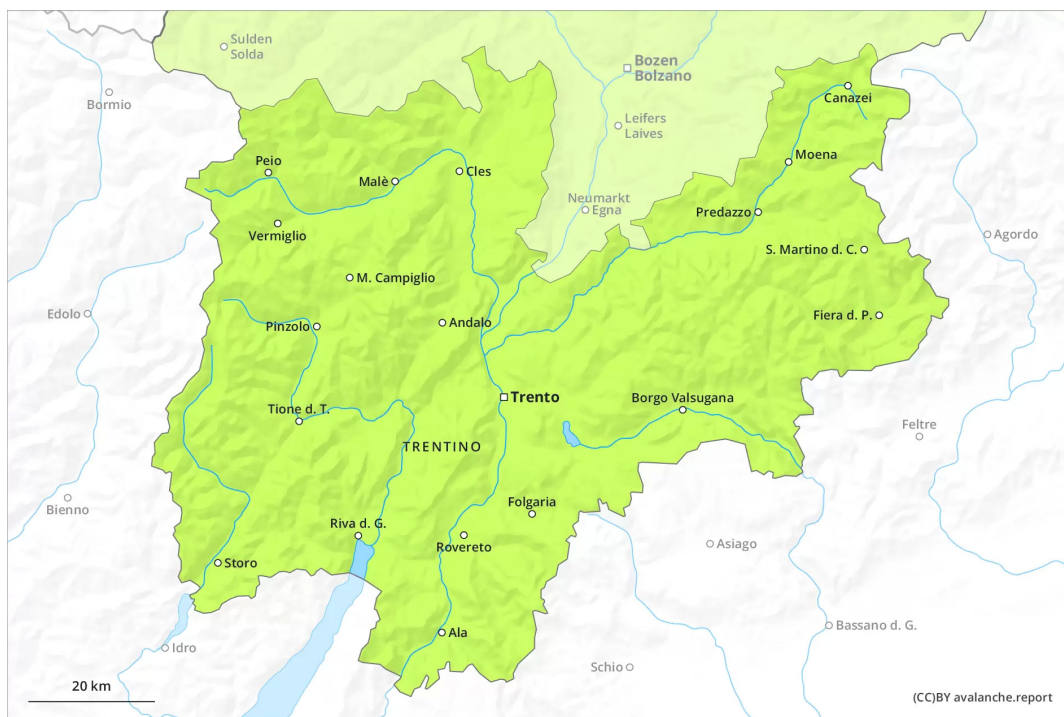 Sulden
Solda
Bozen
Bolzano
Bormio
Canazei
Leifers
Laives
Moena
Peio
Malè
Cles
Neumarkt
Egna
Predazzo
Vermiglio
S. Martino d. C.
Agordo
M. Campiglio
Edolo
Pinzolo
Andalo
Fiera d. P.
Trento
Borgo Valsugana
Tione d. T.
Feltre
TRENTINO
Bienno
Folgaria
Riva d. G.
Rovereto
Asiago
Storo
Ala
Bassano d. G.
Idro
Schio
20 km
(CC)BY avalanche.report